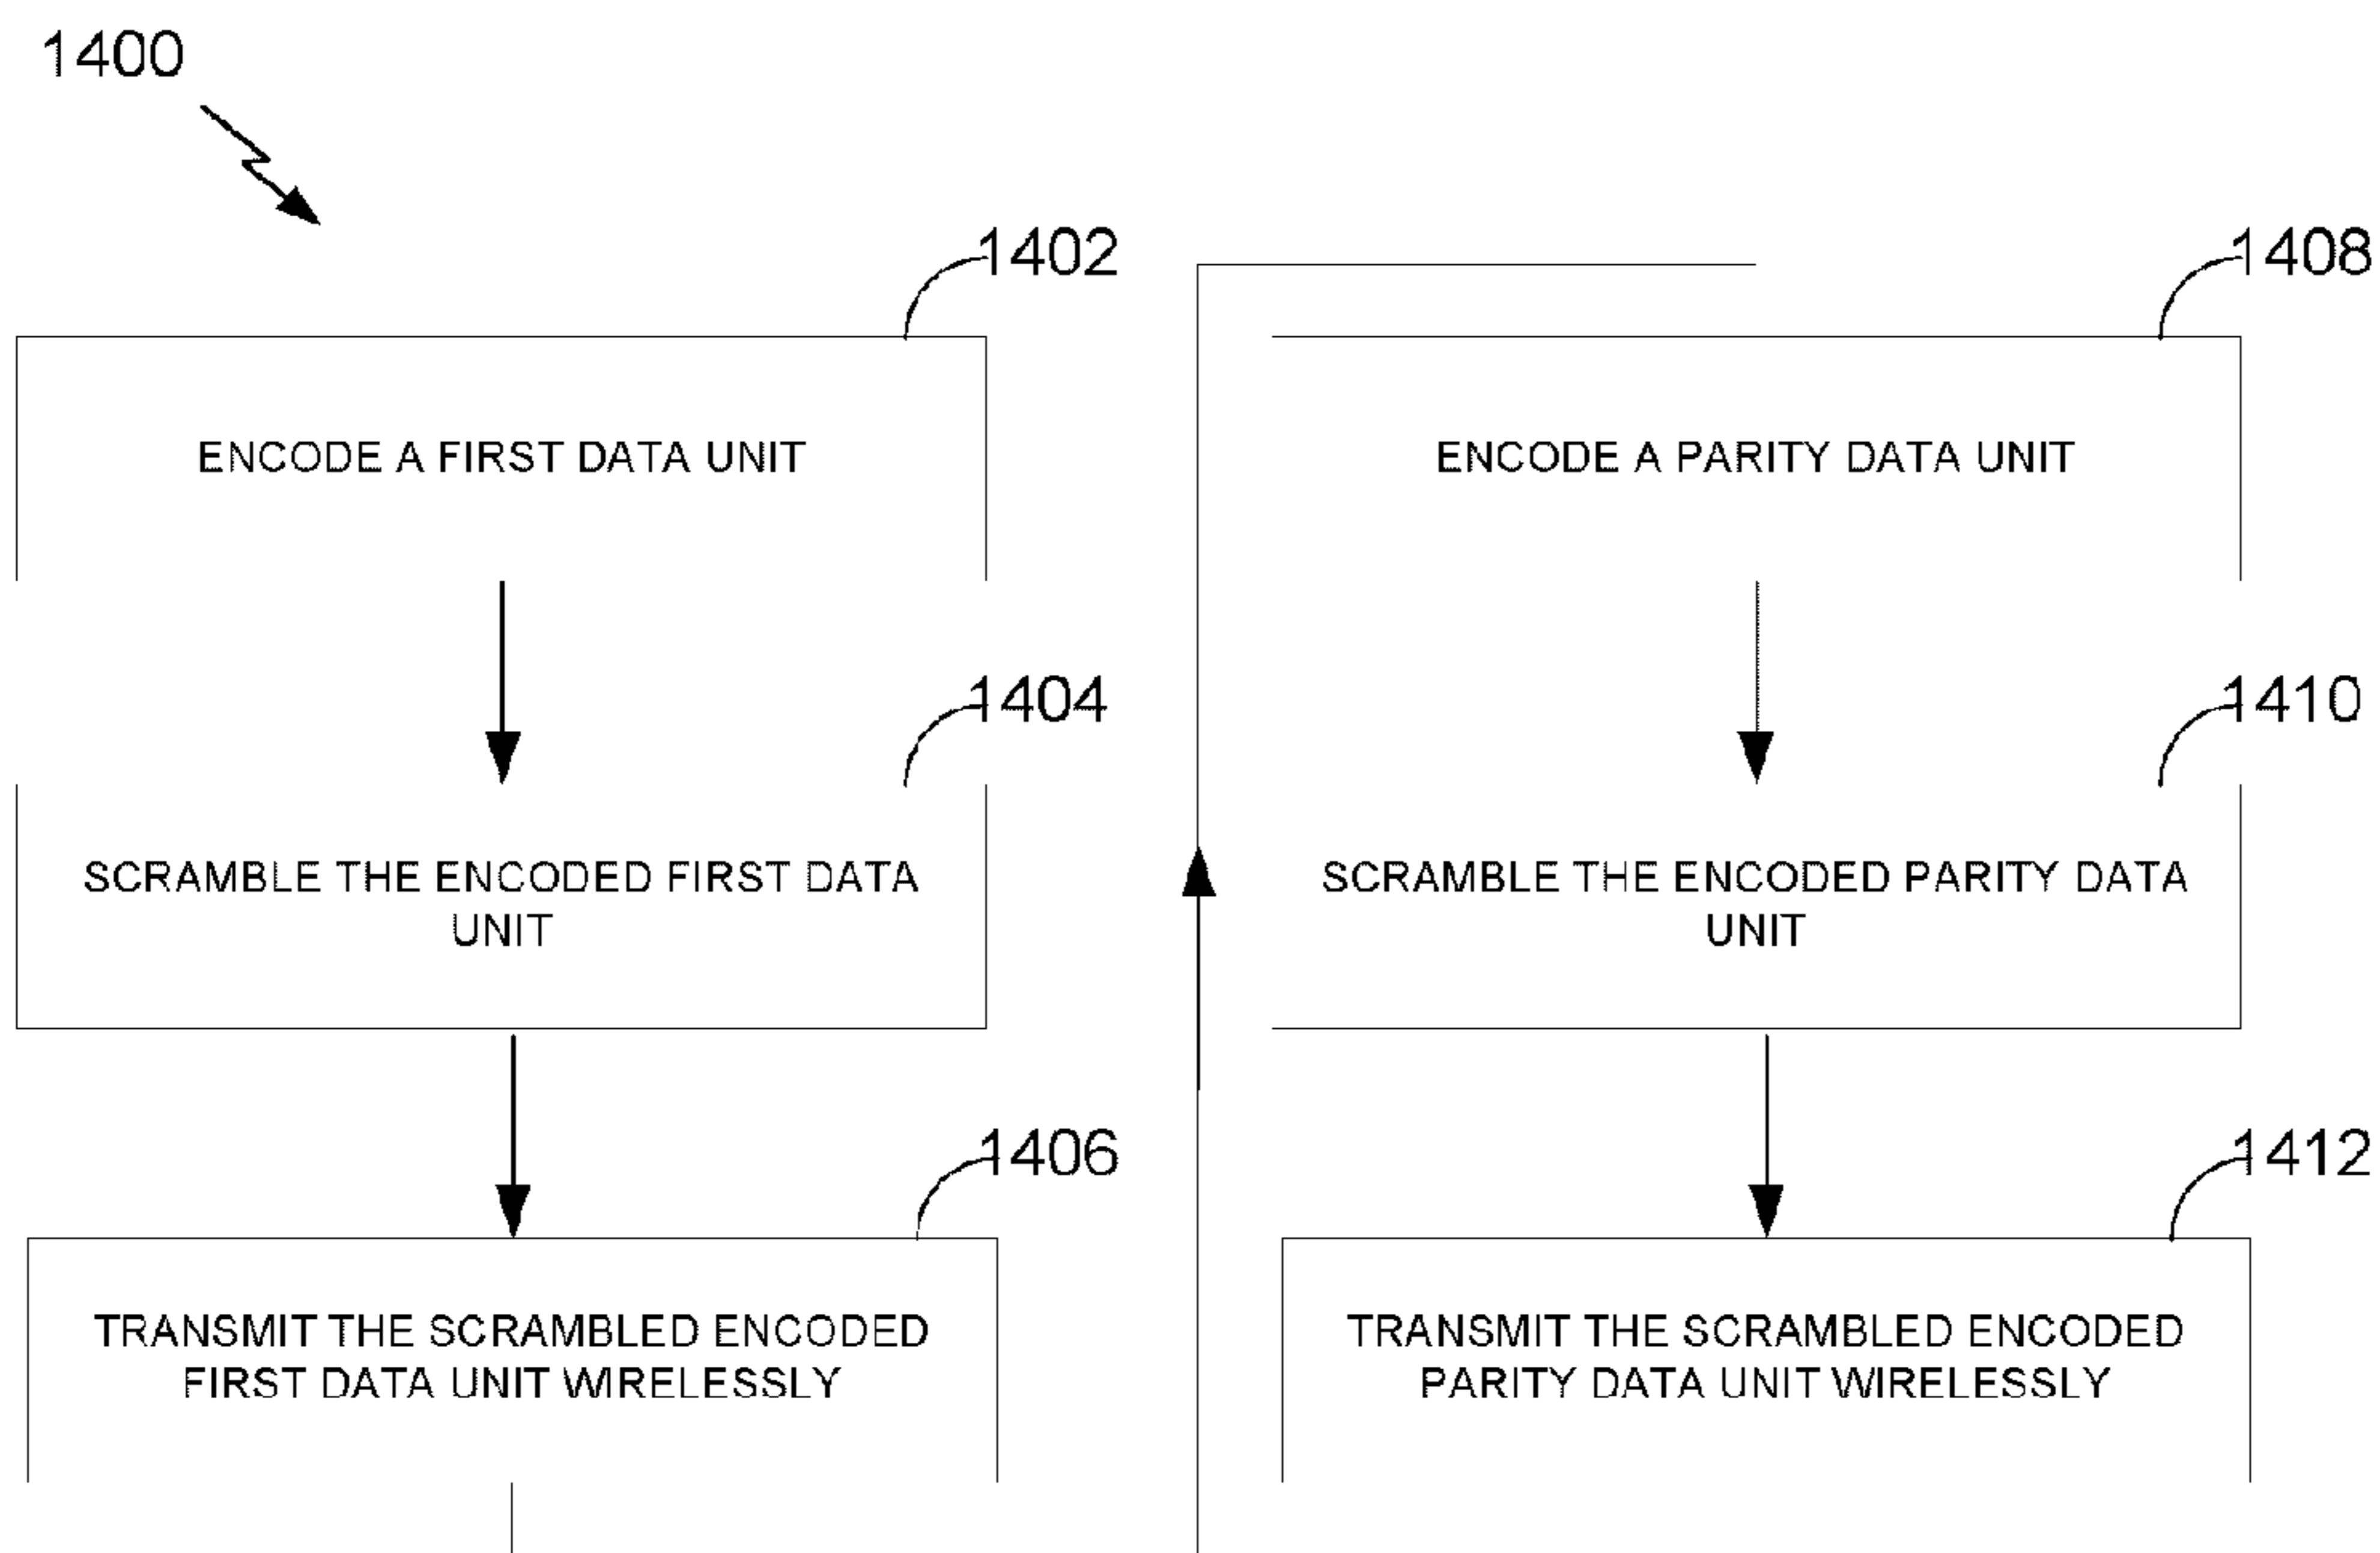 1400
1402
ENCODE A FIRST DATA UNIT
1404
SCRAMBLE THE ENCODED FIRST DATA
UNIT
1406
TRANSMIT THE SCRAMBLED ENCODED
FIRST DATA UNIT WIRELESSLY
1408
ENCODE A PARITY DATA UNIT
1410
SCRAMBLE THE ENCODED PARITY DATA
UNIT
1412
TRANSMIT THE SCRAMBLED ENCODED
PARITY DATA UNIT WIRELESSLY